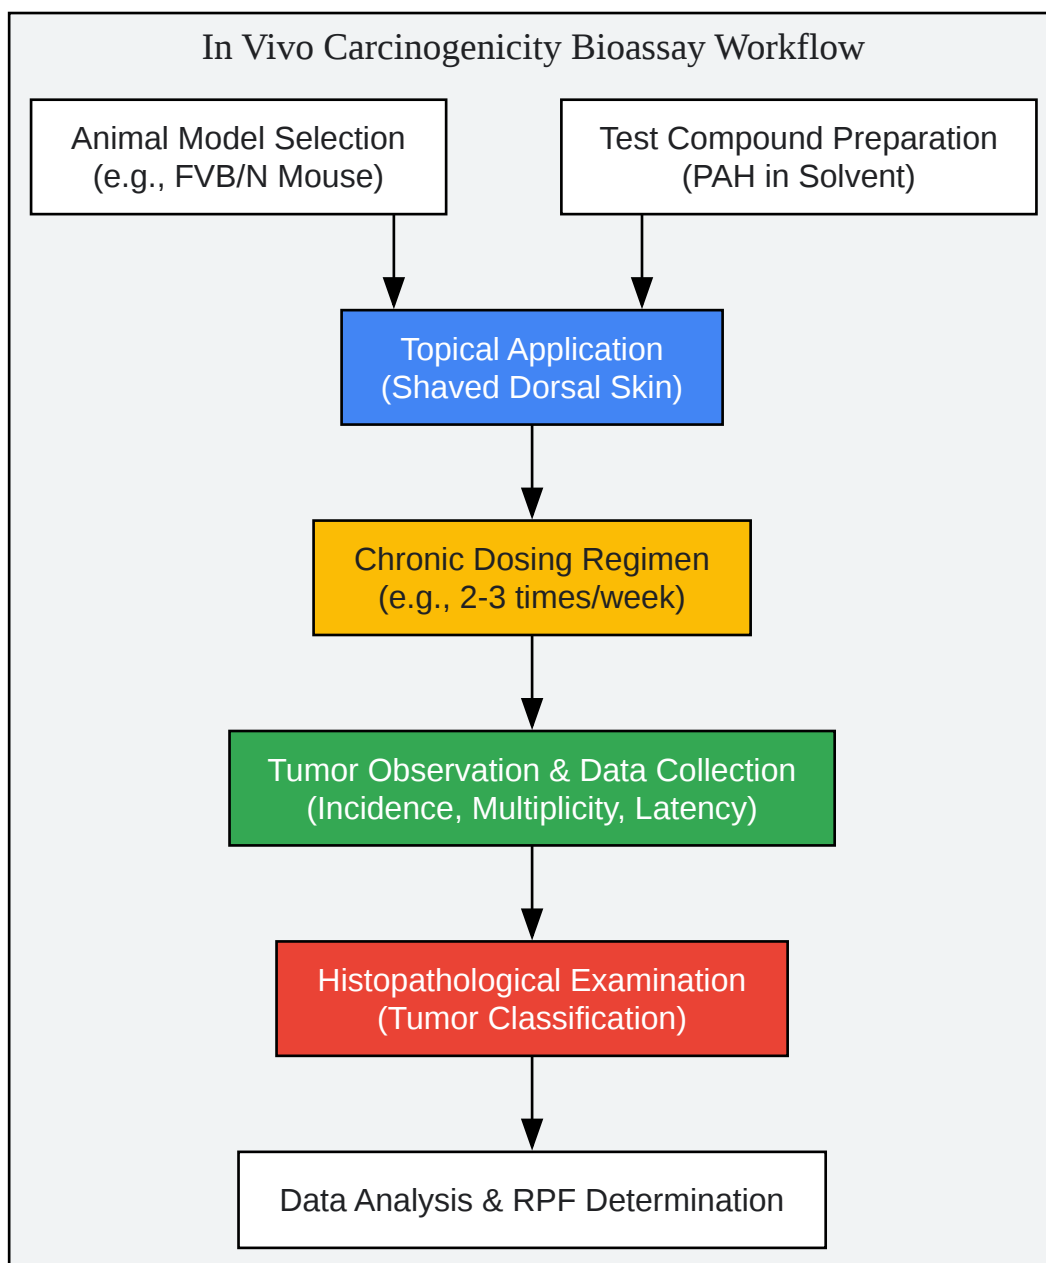 In Vivo Carcinogenicity Bioassay Workflow
Animal Model Selection
(e.g., FVB/N Mouse)
Test Compound Preparation
(PAH in Solvent)
Topical Application
(Shaved Dorsal Skin)
Chronic Dosing Regimen
(e.g., 2-3 times/week)
Tumor Observation & Data Collection
(Incidence, Multiplicity, Latency)
Histopathological Examination
(Tumor Classification)
Data Analysis & RPF Determination